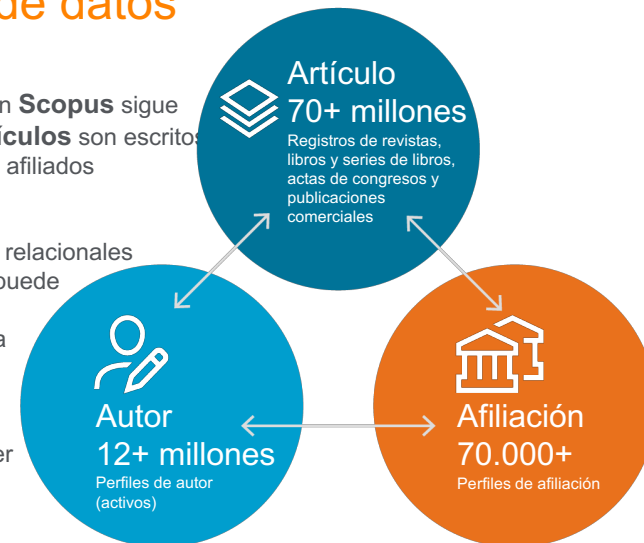 de datos
n Scopus sigue
ículos son escritos
afiliados
relacionales
puede
a
er
Artículo
70+ millones
Registros de revistas,
libros y series de libros,
actas de congresos y
publicaciones
comerciales
Autor
12+ millones
Perfiles de autor
(activos)
Afiliación
70.000+
Perfiles de afiliación